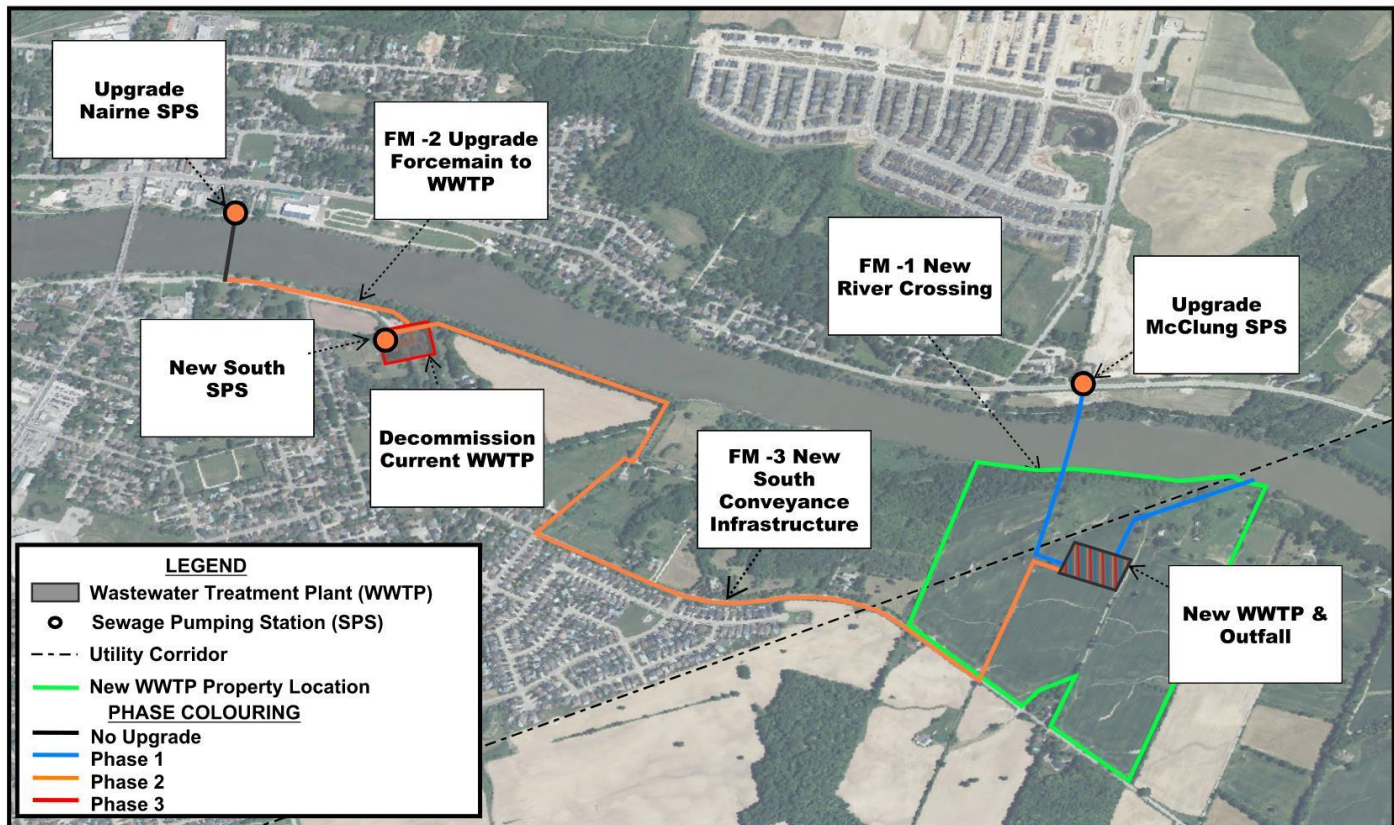 Upgrade
Nairne SPS
FM -2 Upgrade
Forcemain to
WWTP
FM -1 New
River Crossing
Upgrade
McClung SPS
New South
SPS
Decommission
Current WWTP
FM -3 New
South
Conveyance
Infrastructure
New WWTP &
Outfall
LEGEND
Wastewater Treatment Plant (WWTP)
Sewage Pumping Station (SPS)
Utility Corridor
New WWTP Property Location
PHASE COLOURING
No Upgrade
Phase 1
Phase 2
Phase 3